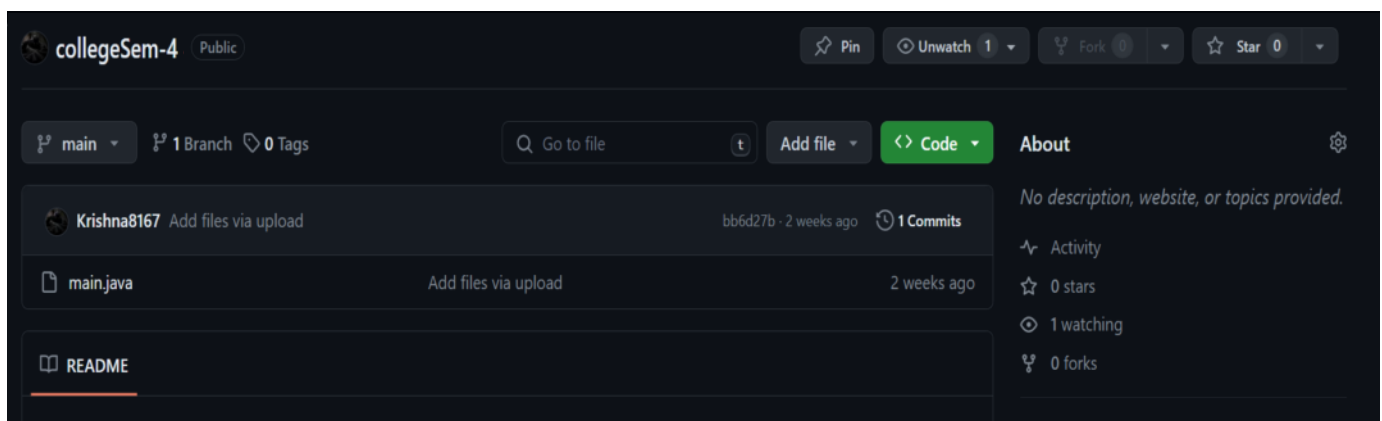 collegeSem-4 Public Pin Unwatch 1 Fork 0 Star 0
main 1 Branch 0 Tags Go to file t Add file Code About
No description, website, or topics provided.
Krishna8167 Add files via upload bb6d27b · 2 weeks ago 1 Commits
Activity
main.java Add files via upload 2 weeks ago
0 stars
1 watching
README
0 forks